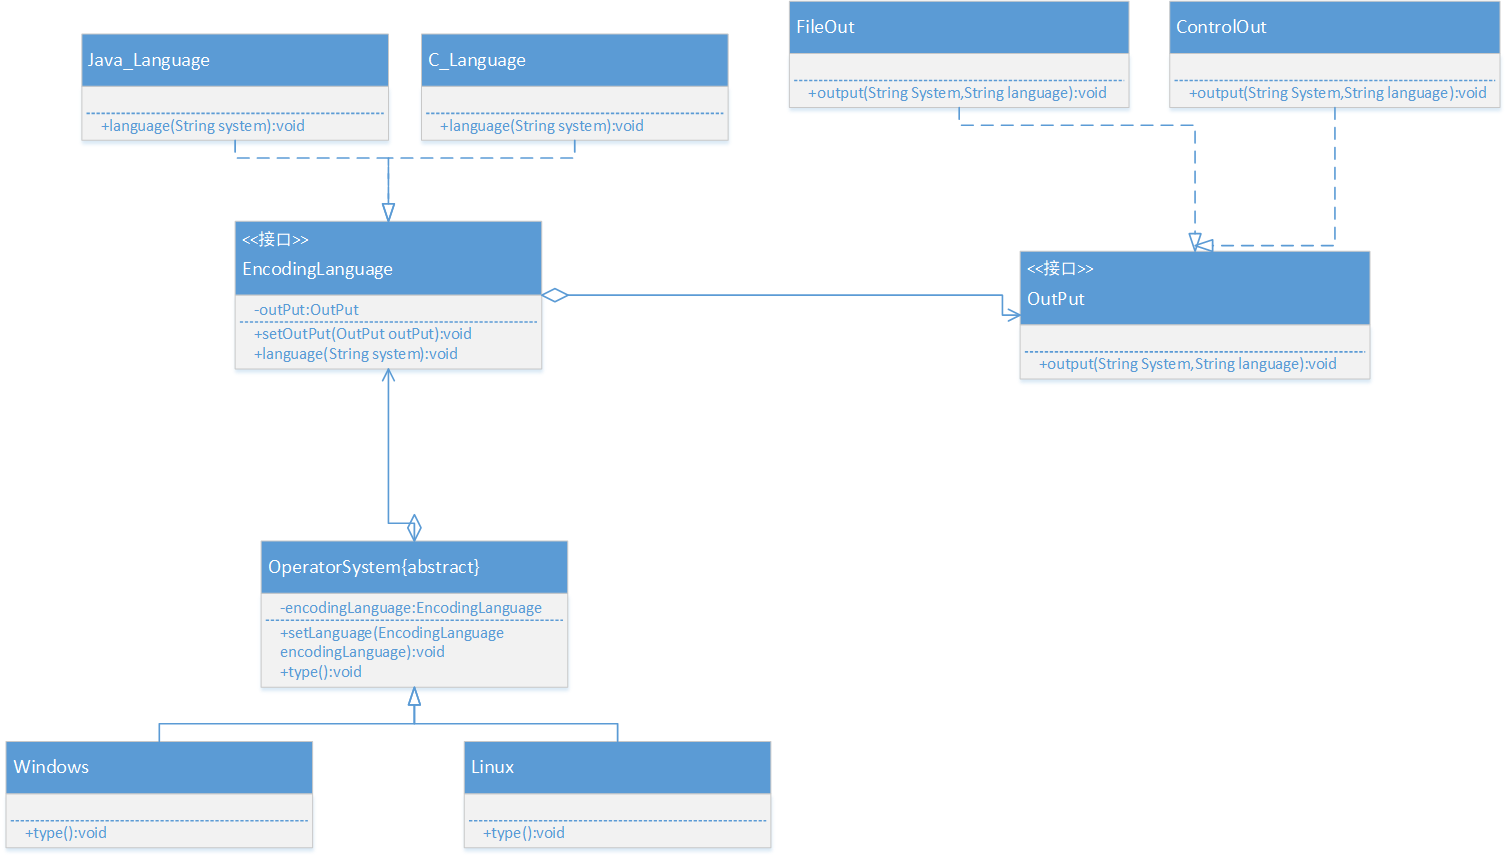 Java_Language
+language(String system):void
C_Language
+language(String system):void
FileOut
+output(String System,String language):void
ControlOut
+output(String System,String language):void
<<接口>>
EncodingLanguage
-outPut:OutPut
+setOutPut(OutPut outPut):void
+language(String system):void
<<接口>>
OutPut
+output(String System,String language):void
OperatorSystem{abstract}
-encodingLanguage:EncodingLanguage
+setLanguage(EncodingLanguage
encodingLanguage):void
+type():void
Windows
+type():void
Linux
+type():void